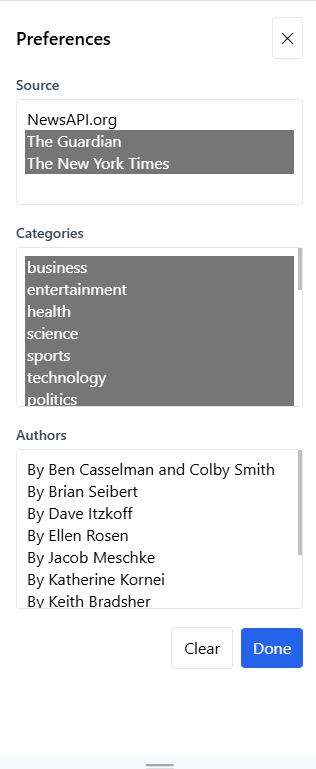 Preferences
Source
NewsAPI.org
The Guardian
The New York Times
Categories
business
entertainment
health
science
sports
technology
politics
Authors
By Ben Casselman and Colby Smith
By Brian Seibert
By Dave Itzkoff
By Ellen Rosen
By Jacob Meschke
By Katherine Kornei
By Keith Bradsher
Clear
Done